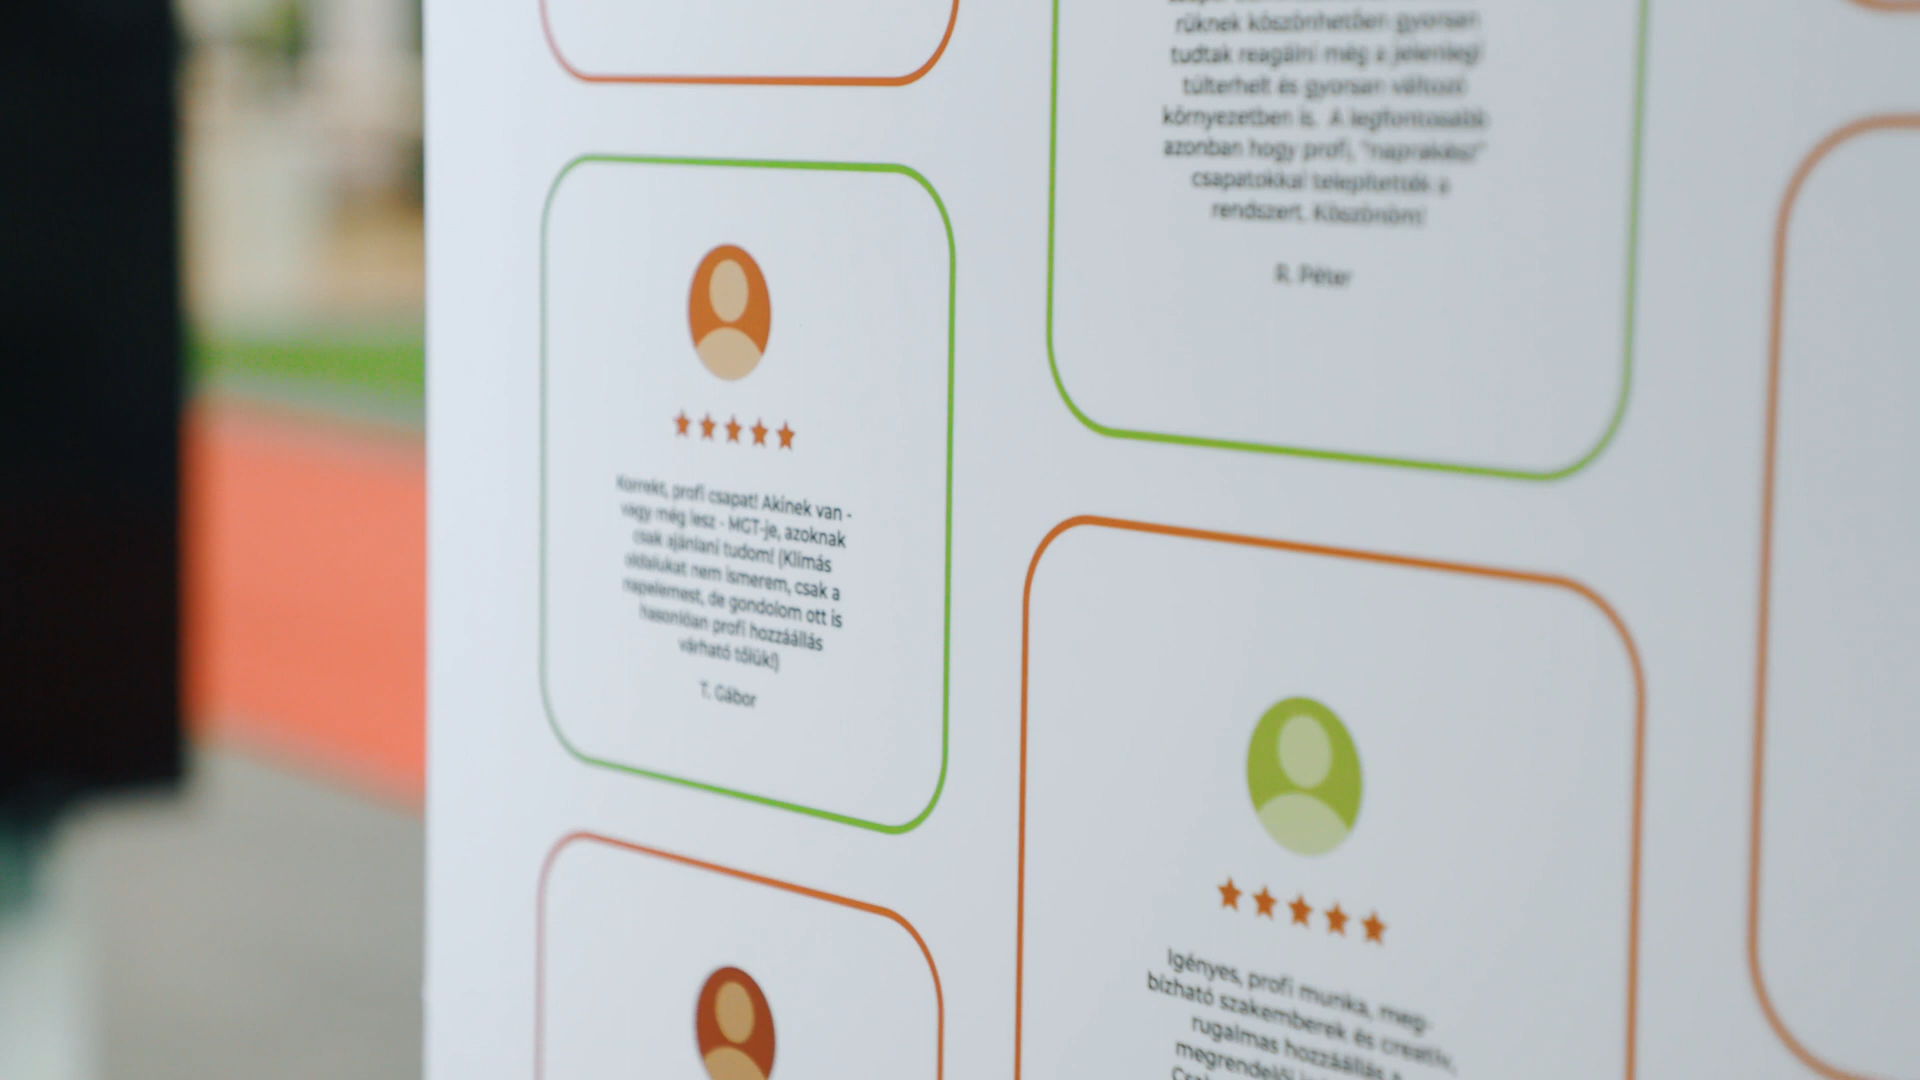 Korrekt, profi csapat! Akinek van -
vagy még lesz - MGT-je, azoknak
csak ajánlani tudom! (Klímás
oldalukat nem ismerem, csak a
napelemest, de gondolom ott is
hasonlóan profi hozzáállás
várható tőlük!)
T. Gábor
rüknek köszönhetően gyorsan
tudtak reagálni még a jelenlegi
túlterhelt és gyorsan változó
környezetben is. A legfontosabb
azonban hogy profi, "naprakész"
csapatokkal telepítették a
rendszert. Köszönöm!
R. Péter
Igényes, profi munka, meg-
bízható szakemberek és creatív,
rugalmas hozzáállás a
megrendelői